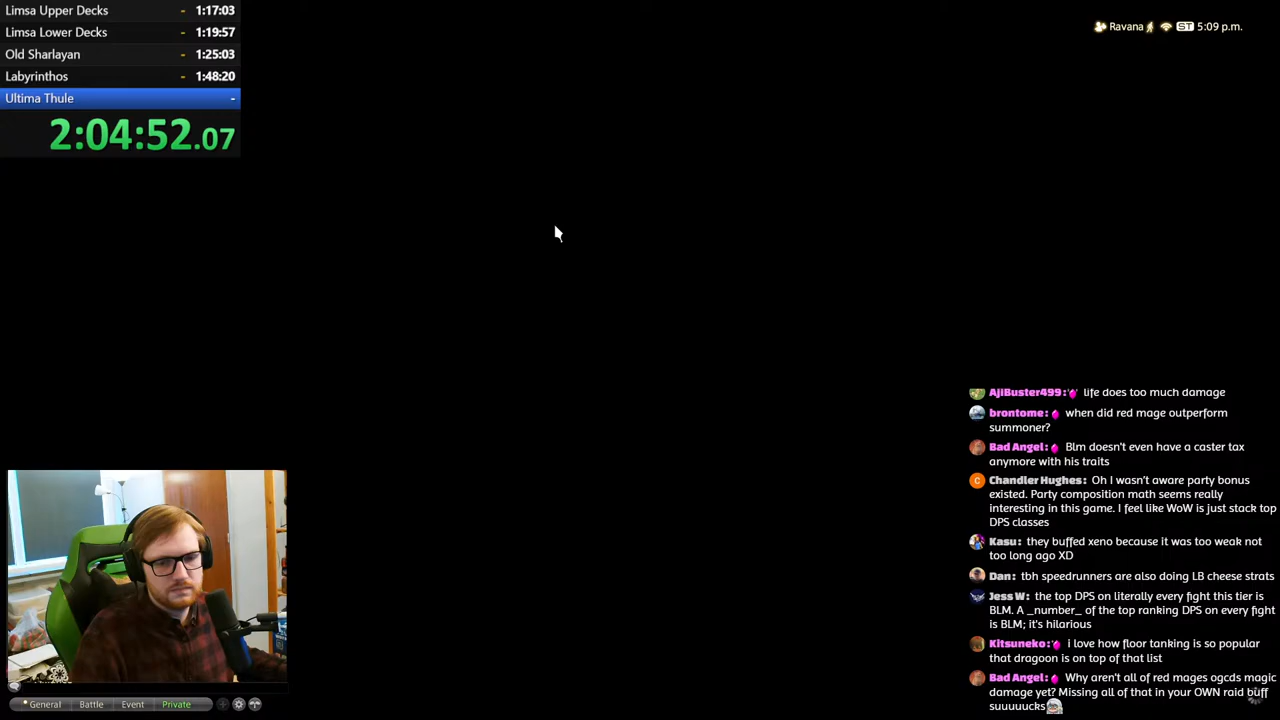 Limsa Upper Decks - 1:17:03
Limsa Lower Decks - 1:19:57
Old Sharlayan - 1:25:03
Labyrinthos - 1:48:20
Ultima Thule -
2:04:52.07
Ravana ST 5:09 p.m.
AjiBuster499: life does too much damage
brontome: when did red mage outperform
summoner?
Bad Angel: Blm doesn't even have a caster tax
anymore with his traits
Chandler Hughes: Oh I wasn't aware party bonus
existed. Party composition math seems really
interesting in this game. I feel like WoW is just stack top
DPS classes
Kasu: they buffed xeno because it was too weak not
too long ago XD
Dan: tbh speedrunners are also doing LB cheese strats
Jess W: the top DPS on literally every fight this tier is
BLM. A _number_ of the top ranking DPS on every fight
is BLM; it's hilarious
Kitsuneko: i love how floor tanking is so popular
that dragoon is on top of that list
Bad Angel: Why aren't all of red mages ogcds magic
damage yet? Missing all of that in your OWN raid buff
suuuuucks
General Battle Event Private